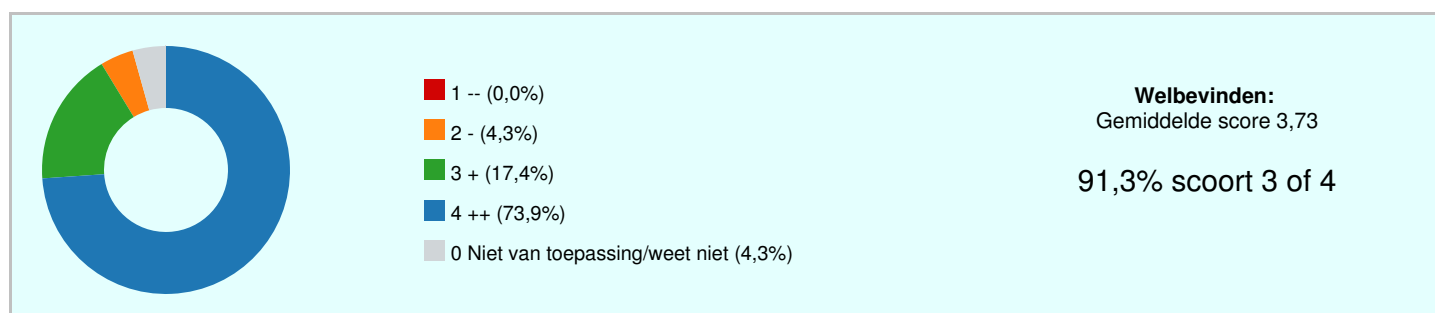 1 -- (0,0%)
2 - (4,3%)
3 + (17,4%)
4 ++ (73,9%)
0 Niet van toepassing/weet niet (4,3%)
Welbevinden:
Gemiddelde score 3,73
91,3% scoort 3 of 4